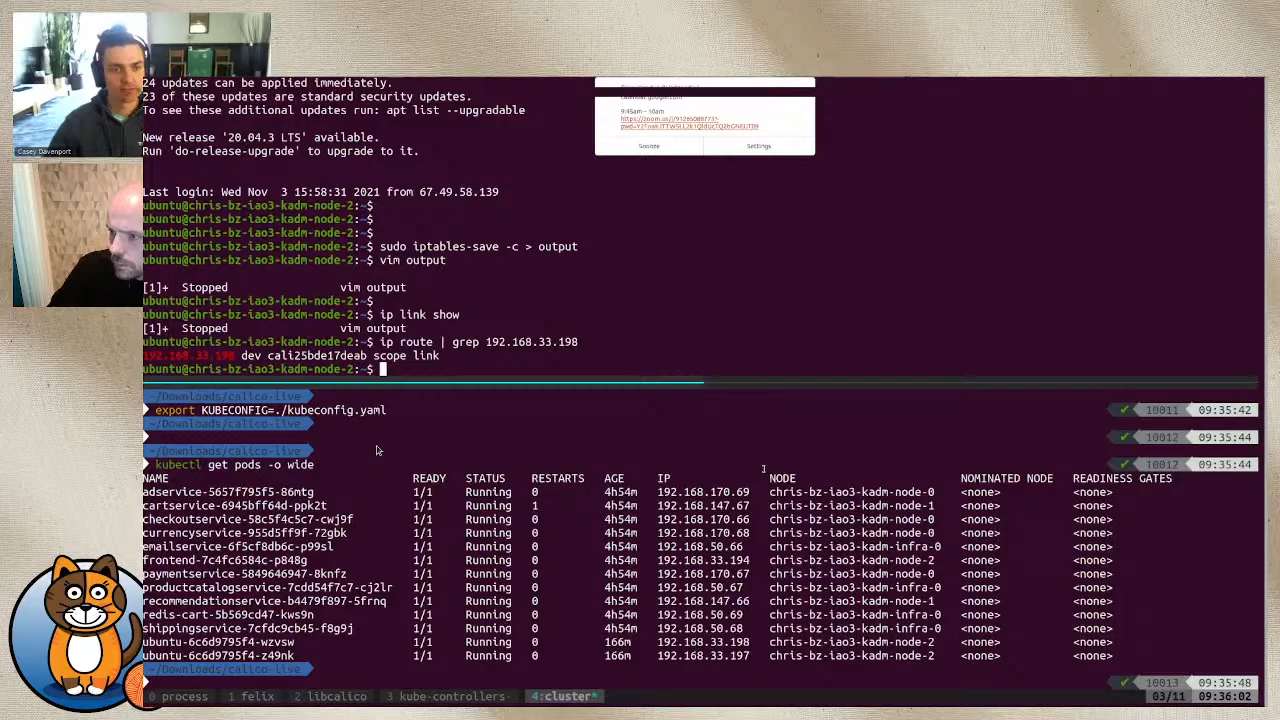 Casey Davenport
24 updates can be applied immediately.
23 of these updates are standard security updates.
To see these additional updates run: apt list --upgradable
New release '20.04.3 LTS' available.
Run 'do-release-upgrade' to upgrade to it.
Last login: Wed Nov  3 15:58:31 2021 from 67.49.58.139
ubuntu@chris-bz-iao3-kadm-node-2:~$
ubuntu@chris-bz-iao3-kadm-node-2:~$
ubuntu@chris-bz-iao3-kadm-node-2:~$
ubuntu@chris-bz-iao3-kadm-node-2:~$ sudo iptables-save -c > output
ubuntu@chris-bz-iao3-kadm-node-2:~$ vim output
[1]+  Stopped                 vim output
ubuntu@chris-bz-iao3-kadm-node-2:~$
ubuntu@chris-bz-iao3-kadm-node-2:~$ ip link show
[1]+  Stopped                 vim output
ubuntu@chris-bz-iao3-kadm-node-2:~$ ip route | grep 192.168.33.198
192.168.33.198 dev cali25bde17deab scope link
ubuntu@chris-bz-iao3-kadm-node-2:~$
9:45am – 10am
Snooze Settings
~/Downloads/calico-live
export KUBECONFIG=./kubeconfig.yaml ✔ 10011 09:35:22
~/Downloads/calico-live
✔ 10012 09:35:44
~/Downloads/calico-live
kubectl get pods -o wide ✔ 10012 09:35:44
NAME READY STATUS RESTARTS AGE IP NODE NOMINATED NODE READINESS GATES
adservice-5657f795f5-86mtg 1/1 Running 0 4h54m 192.168.170.69 chris-bz-iao3-kadm-node-0 <none> <none>
cartservice-6945bff64d-ppk2t 1/1 Running 1 4h54m 192.168.147.67 chris-bz-iao3-kadm-node-1 <none> <none>
checkoutservice-58c5f4c5c7-cwj9f 1/1 Running 0 4h54m 192.168.170.66 chris-bz-iao3-kadm-node-0 <none> <none>
currencyservice-955d5ff9f-72gbk 1/1 Running 0 4h54m 192.168.170.68 chris-bz-iao3-kadm-node-0 <none> <none>
emailservice-6f5cf8db6c-p99sl 1/1 Running 0 4h54m 192.168.50.66 chris-bz-iao3-kadm-infra-0 <none> <none>
frontend-7c4fc6584c-p848g 1/1 Running 0 4h54m 192.168.33.194 chris-bz-iao3-kadm-node-2 <none> <none>
paymentservice-5849646947-8knfz 1/1 Running 0 4h54m 192.168.170.67 chris-bz-iao3-kadm-node-0 <none> <none>
productcatalogservice-7cdd54f7c7-cj2lr 1/1 Running 0 4h54m 192.168.50.67 chris-bz-iao3-kadm-infra-0 <none> <none>
recommendationservice-b4479f897-5frnq 1/1 Running 0 4h54m 192.168.147.66 chris-bz-iao3-kadm-node-1 <none> <none>
redis-cart-5b569cd47-kws9n 1/1 Running 0 4h54m 192.168.50.69 chris-bz-iao3-kadm-infra-0 <none> <none>
shippingservice-7cfdc9cb45-f8g9j 1/1 Running 0 4h54m 192.168.50.68 chris-bz-iao3-kadm-infra-0 <none> <none>
ubuntu-6c6d9795f4-wzvsw 1/1 Running 0 166m 192.168.33.198 chris-bz-iao3-kadm-node-2 <none> <none>
ubuntu-6c6d9795f4-z49nk 1/1 Running 0 166m 192.168.33.197 chris-bz-iao3-kadm-node-2 <none> <none>
~/Downloads/calico-live
✔ 10013 09:35:48
0 process 1 felix- 2 libcalico 3 kube-controllers- 4:cluster* 03/11 09:36:02